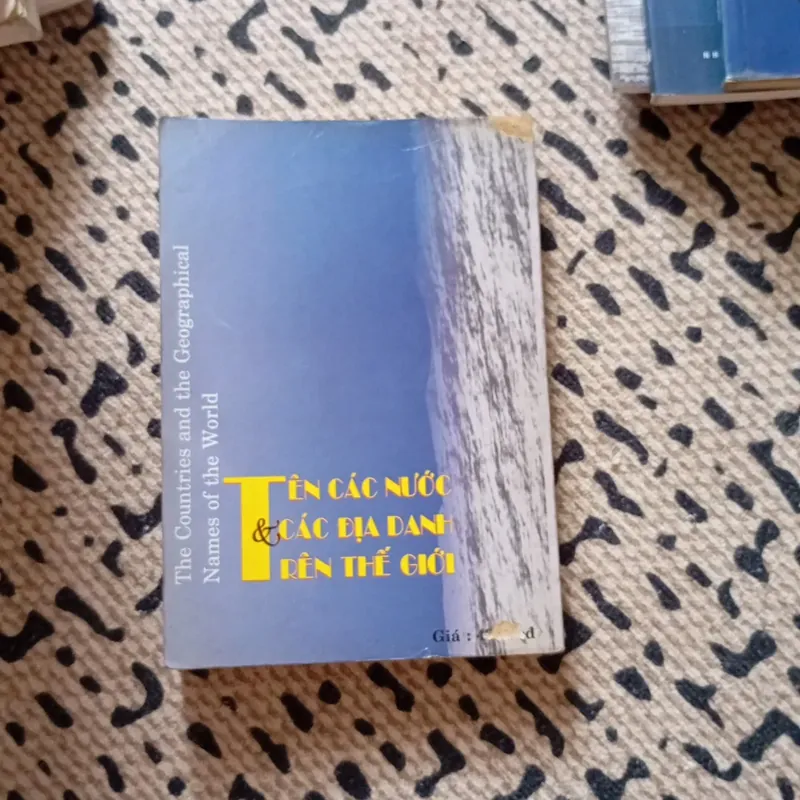 The Countries and the Geographical
Names of the World
TÊN CÁC NƯỚC
& CÁC ĐỊA DANH
TRÊN THẾ GIỚI
Giá : đ